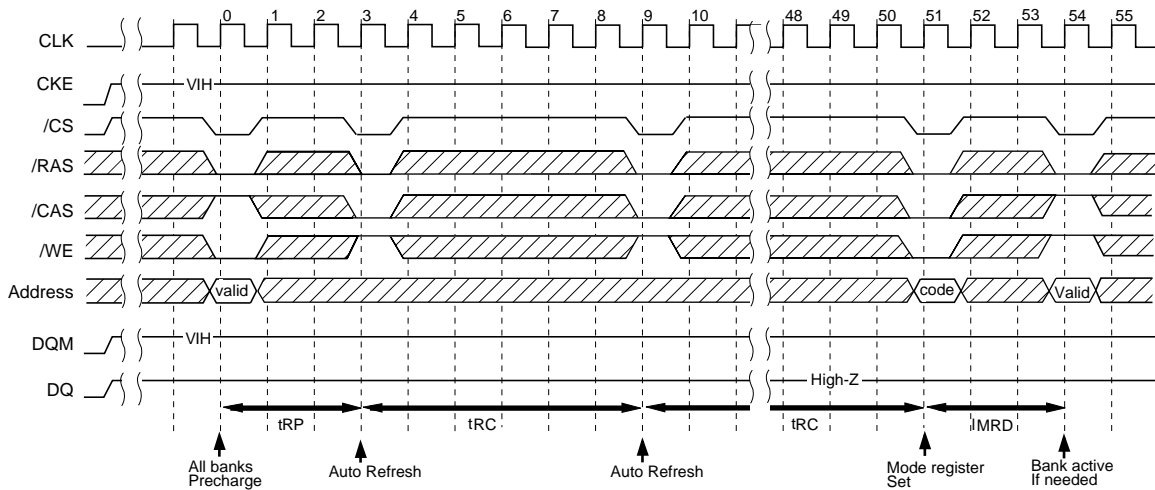 0 1 2 3 4 5 6 7 8 9 10 48 49 50 51 52 53 54 55
CLK
CKE VIH
/CS
/RAS
/CAS
/WE
Address valid code Valid
DQM VIH
DQ High-Z
tRP tRC tRC lMRD
All banks
Precharge
Auto Refresh
Auto Refresh
Mode register
Set
Bank active
If needed